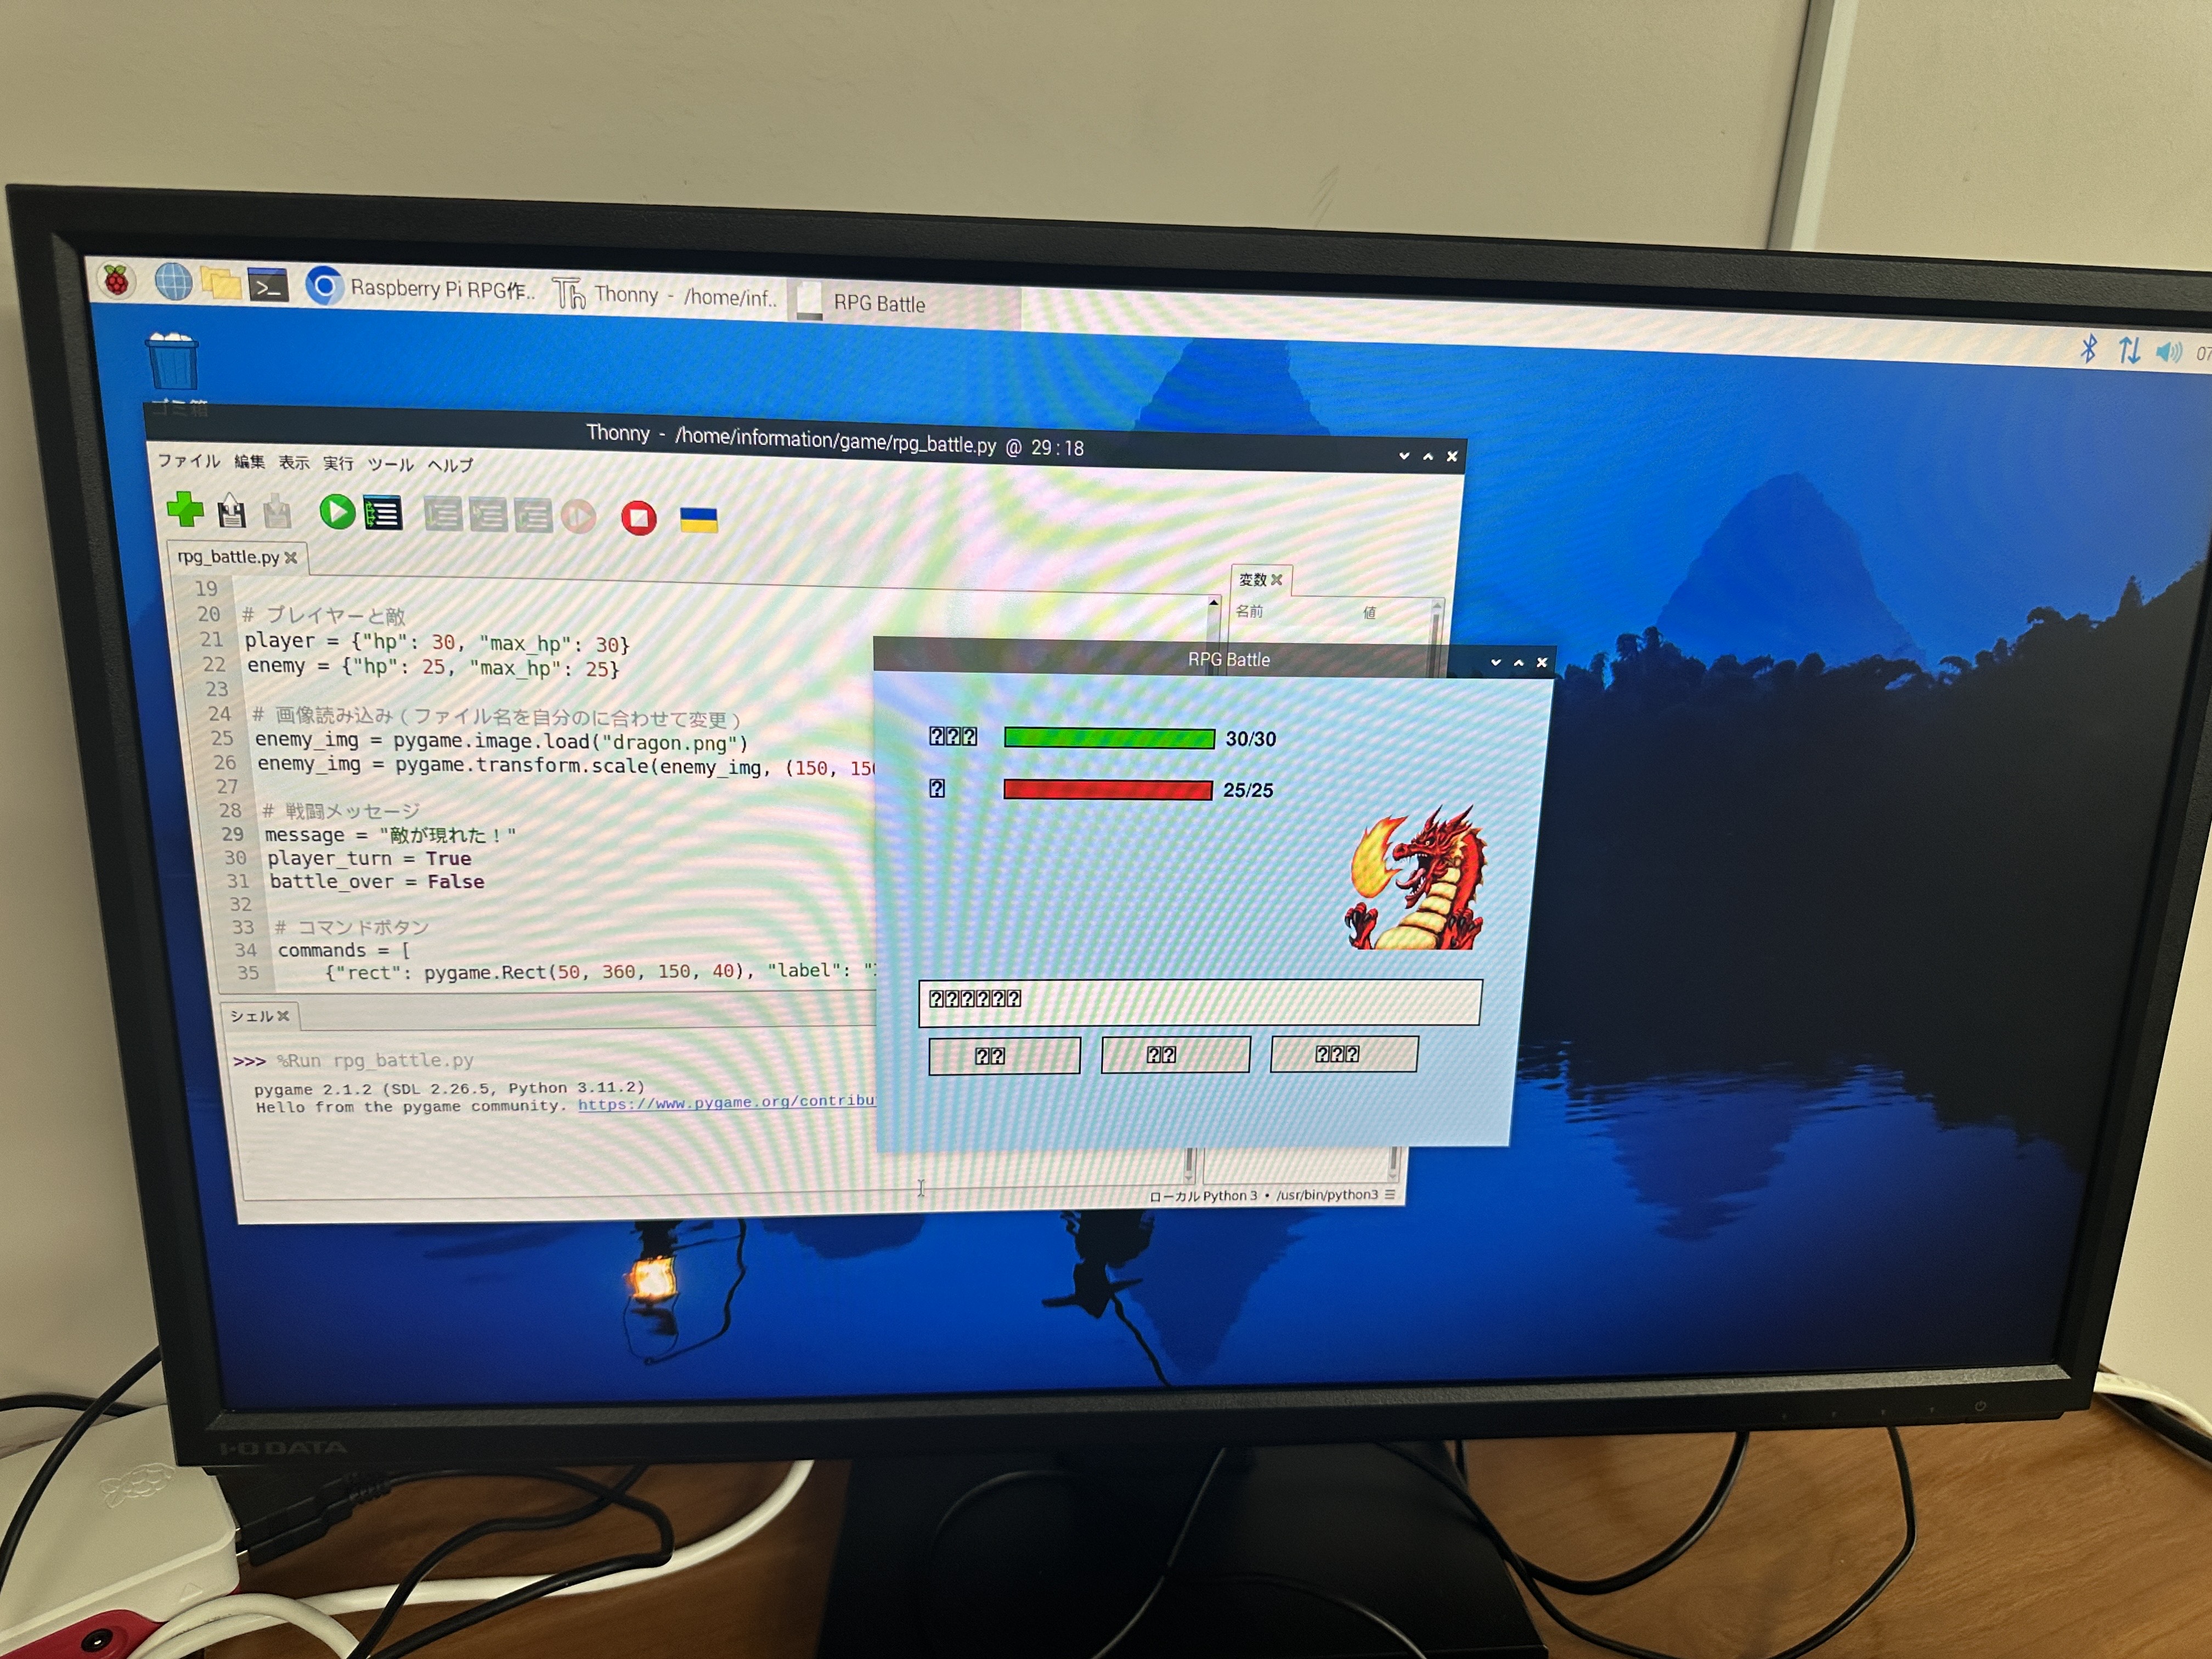 Raspberry Pi RPG作..
Thonny - /home/inf..
RPG Battle
07
ゴミ箱
Thonny - /home/information/game/rpg_battle.py @ 29:18
ファイル 編集 表示 実行 ツール ヘルプ
rpg_battle.py
19
20 # プレイヤーと敵
21 player = {"hp": 30, "max_hp": 30}
22 enemy = {"hp": 25, "max_hp": 25}
23
24 # 画像読み込み（ファイル名を自分のに合わせて変更）
25 enemy_img = pygame.image.load("dragon.png")
26 enemy_img = pygame.transform.scale(enemy_img, (150, 150
27
28 # 戦闘メッセージ
29 message = "敵が現れた！"
30 player_turn = True
31 battle_over = False
32
33 # コマンドボタン
34 commands = [
35 {"rect": pygame.Rect(50, 360, 150, 40), "label": "
変数
名前 値
シェル
>>> %Run rpg_battle.py
pygame 2.1.2 (SDL 2.26.5, Python 3.11.2)
Hello from the pygame community. https://www.pygame.org/contribu
ローカル Python 3 • /usr/bin/python3
RPG Battle
30/30
25/25
I-O DATA